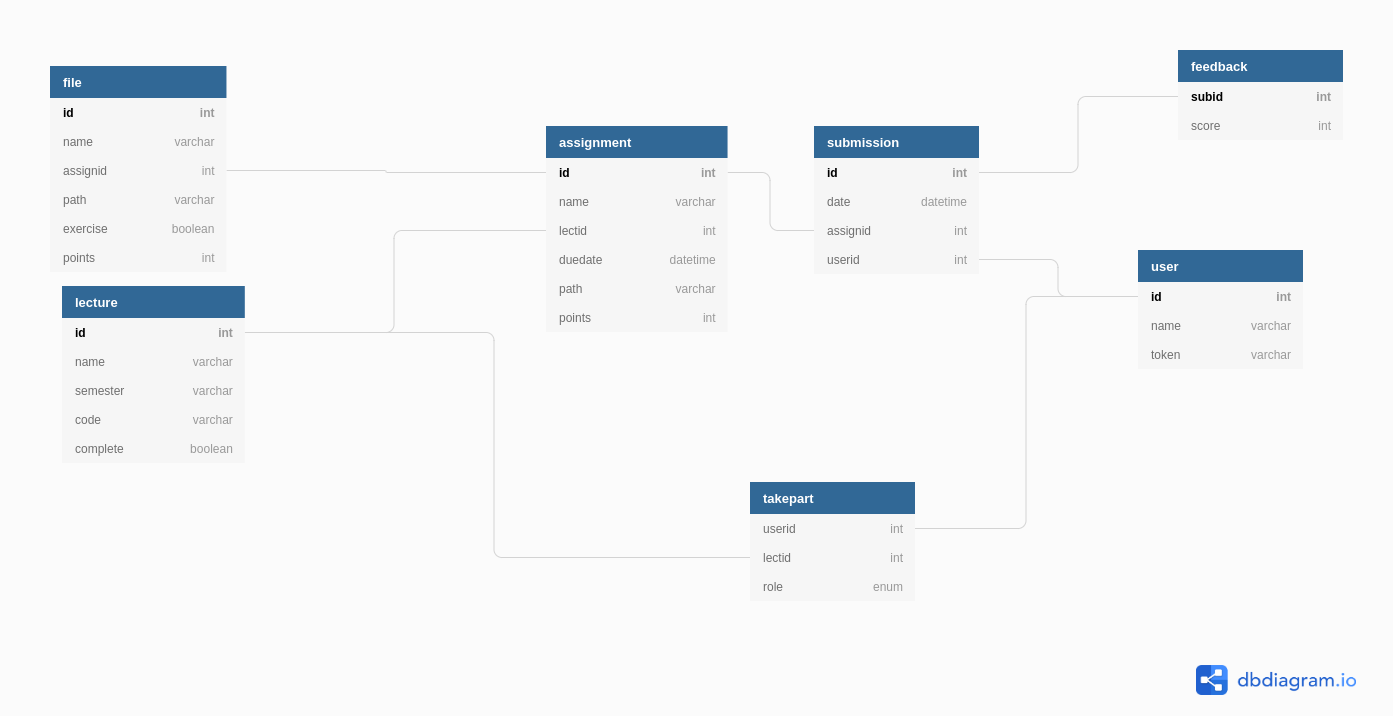 file
id int
name varchar
assignid int
path varchar
exercise boolean
points int
lecture
id int
name varchar
semester varchar
code varchar
complete boolean
assignment
id int
name varchar
lectid int
duedate datetime
path varchar
points int
submission
id int
date datetime
assignid int
userid int
feedback
subid int
score int
user
id int
name varchar
token varchar
takepart
userid int
lectid int
role enum
dbdiagram.io